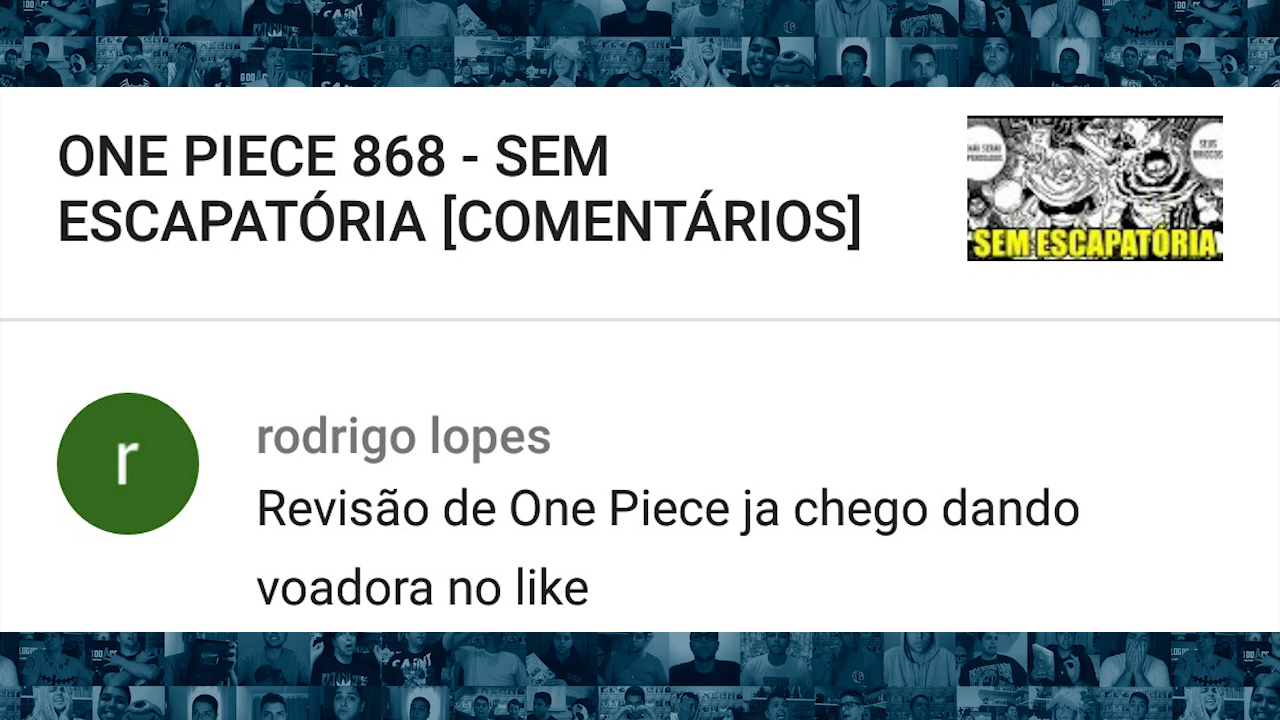 ONE PIECE 868 - SEM
ESCAPATÓRIA [COMENTÁRIOS]
SEUS
SEM ESCAPATÓRIA
r
rodrigo lopes
Revisão de One Piece ja chego dando
voadora no like